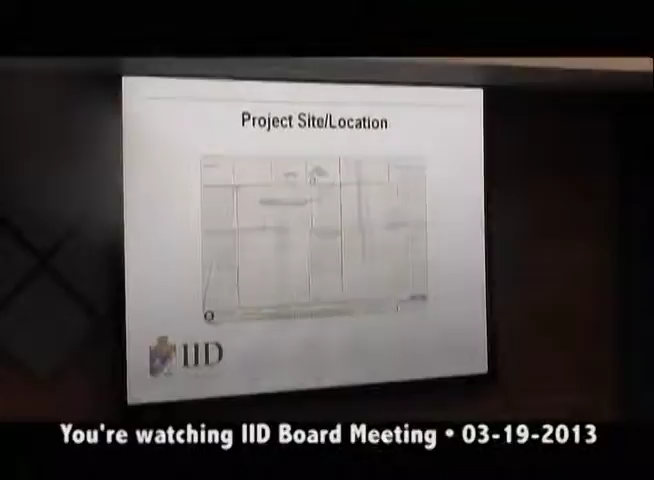 Project Site/Location
IID
You're watching IID Board Meeting • 03-19-2013